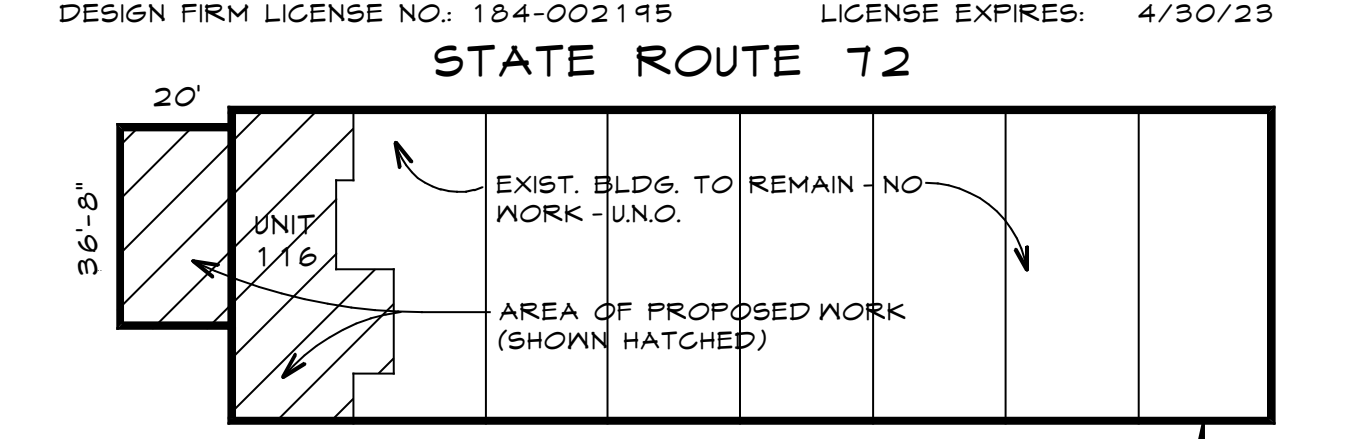 DESIGN FIRM LICENSE NO.: 184-002195 LICENSE EXPIRES: 4/30/23
STATE ROUTE 72
20'
36'-8"
EXIST. BLDG. TO REMAIN - NO
WORK - U.N.O.
UNIT
116
AREA OF PROPOSED WORK
(SHOWN HATCHED)